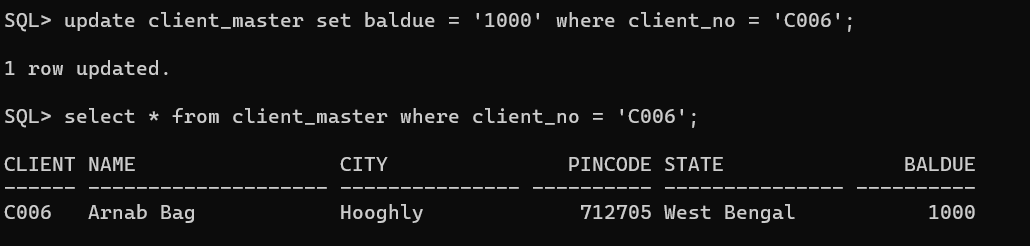 SQL> update client_master set baldue = '1000' where client_no = 'C006';
1 row updated.
SQL> select * from client_master where client_no = 'C006';
CLIENT NAME                 CITY               PINCODE STATE               BALDUE
------ -------------------- --------------- ---------- --------------- ----------
C006   Arnab Bag            Hooghly             712705 West Bengal           1000